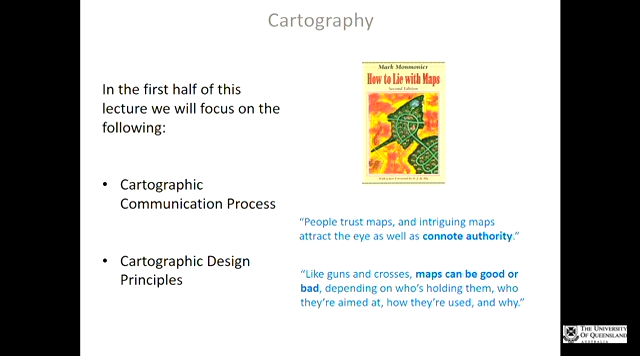 Cartography
In the first half of this
lecture we will focus on the
following:
• Cartographic
Communication Process
• Cartographic Design
Principles
Mark Monmonier
How to Lie with Maps
Second Edition
“People trust maps, and intriguing maps
attract the eye as well as connote authority.”
“Like guns and crosses, maps can be good or
bad, depending on who’s holding them, who
they’re aimed at, how they’re used, and why.”
THE UNIVERSITY
OF QUEENSLAND
AUSTRALIA